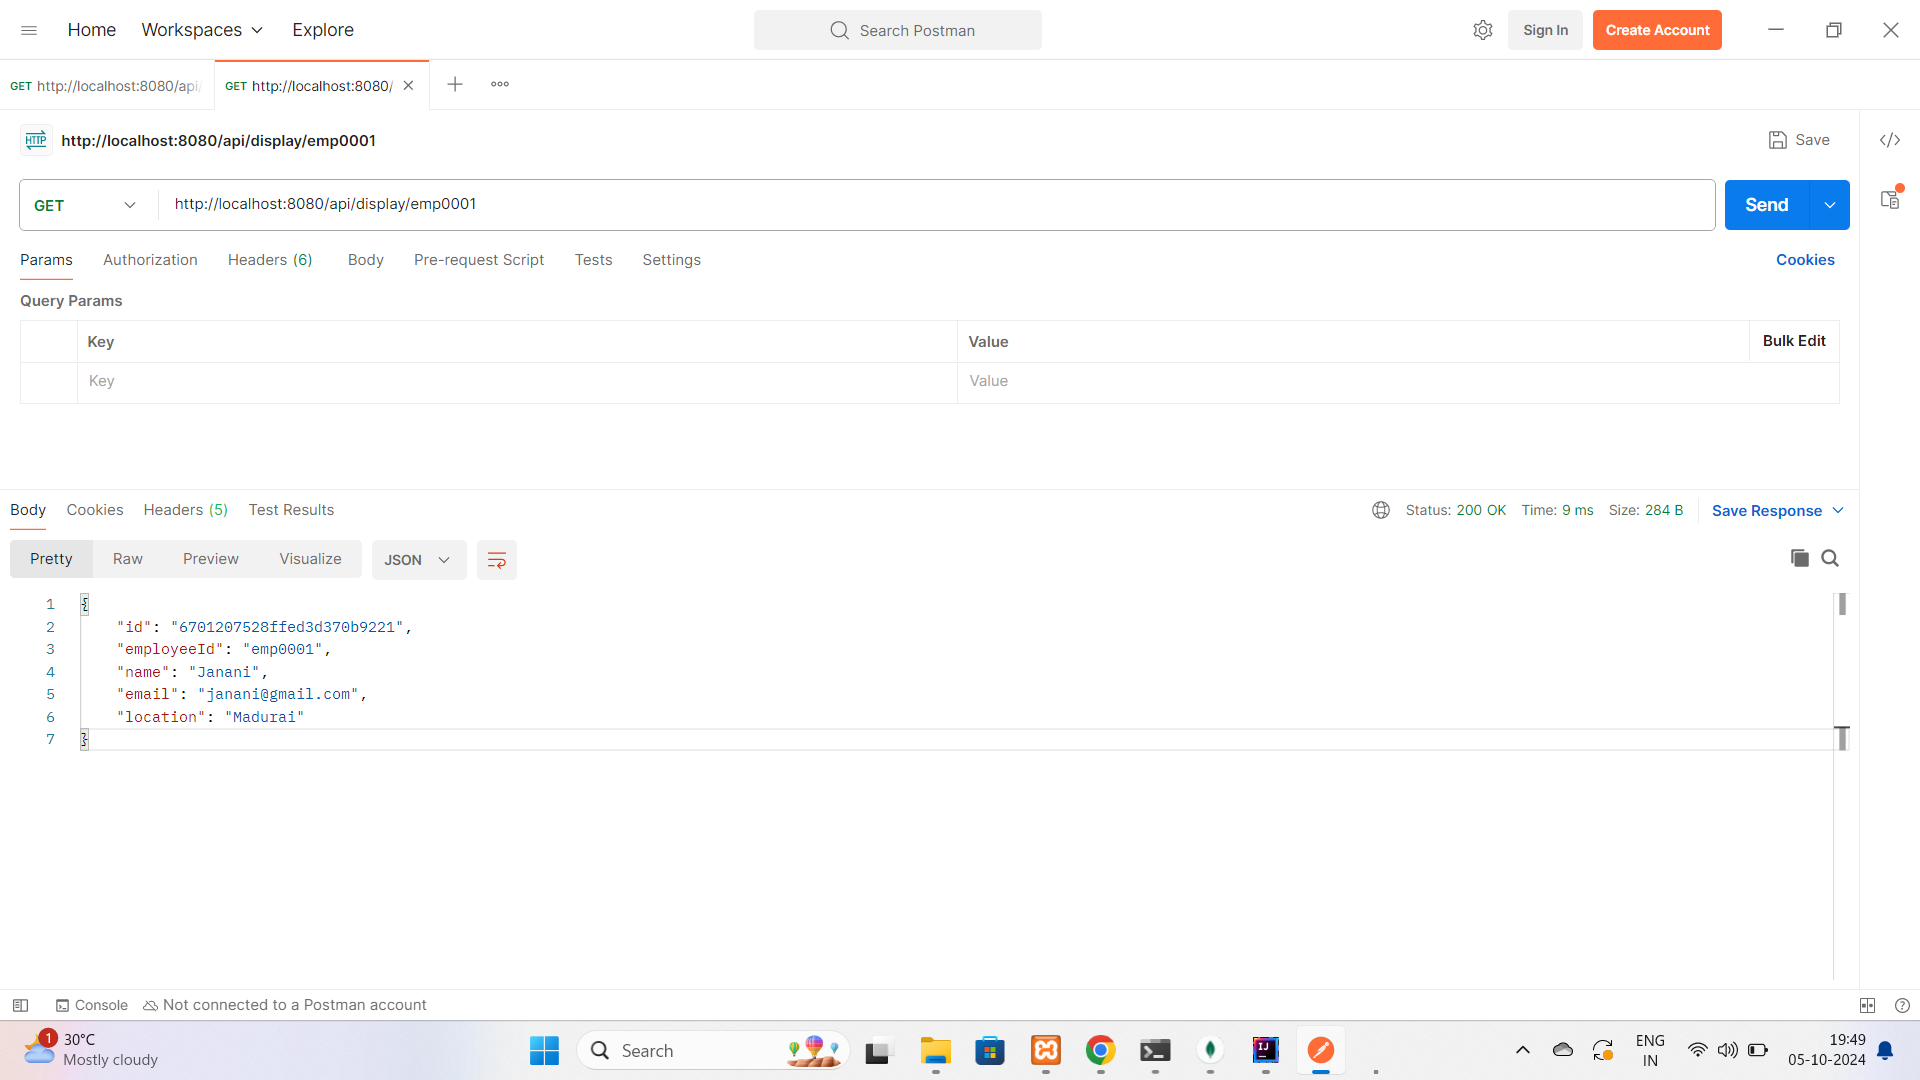 Home Workspaces Explore Search Postman Sign In Create Account
GET http://localhost:8080/api/ GET http://localhost:8080/
HTTP http://localhost:8080/api/display/emp0001 Save
GET http://localhost:8080/api/display/emp0001 Send
Params Authorization Headers (6) Body Pre-request Script Tests Settings Cookies
Query Params
Key Value Bulk Edit
Key Value
Body Cookies Headers (5) Test Results Status: 200 OK Time: 9 ms Size: 284 B Save Response
Pretty Raw Preview Visualize JSON
1 {
2 "id": "6701207528ffed3d370b9221",
3 "employeeId": "emp0001",
4 "name": "Janani",
5 "email": "janani@gmail.com",
6 "location": "Madurai"
7 }
Console Not connected to a Postman account
1 30°C
Mostly cloudy
Search
IJ
ENG
IN
19:49
05-10-2024